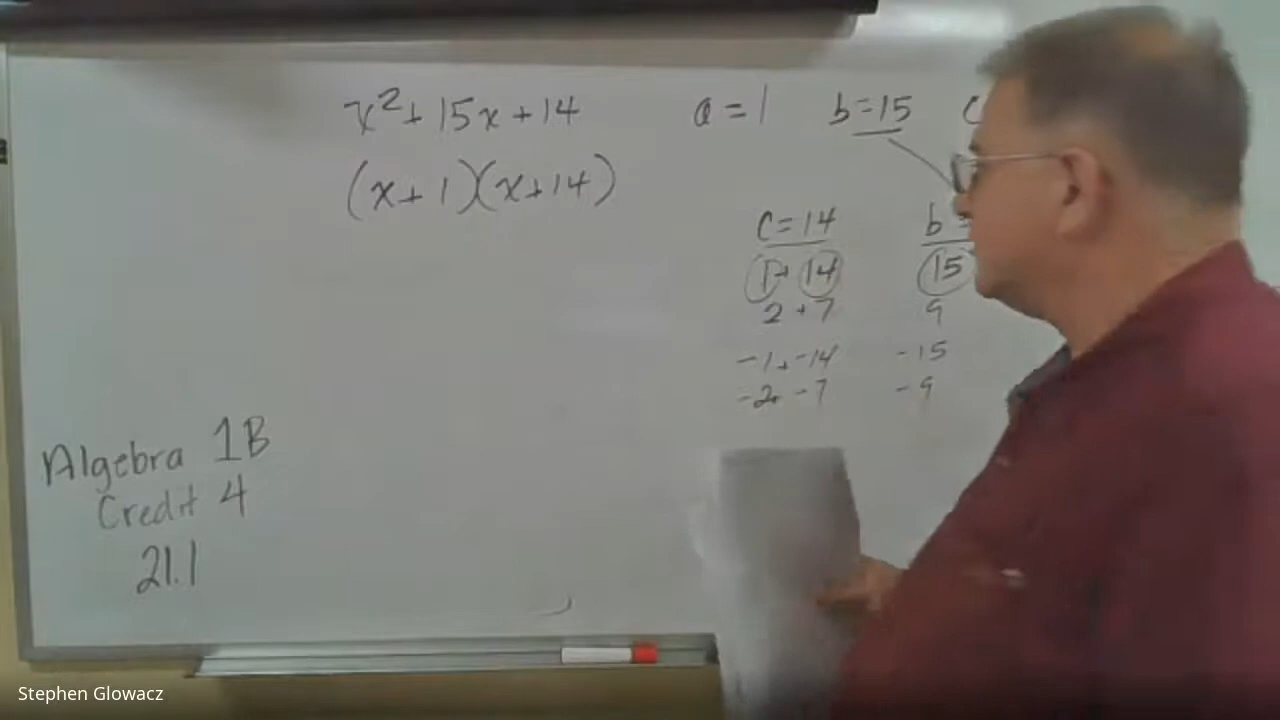 x²+15x+14 a=1 b=15 c
(x+1)(x+14)
c=14 b=
1+14 15
2+7 9
-1+-14 -15
-2+-7 -9
Algebra 1B
Credit 4
21.1
Stephen Glowacz